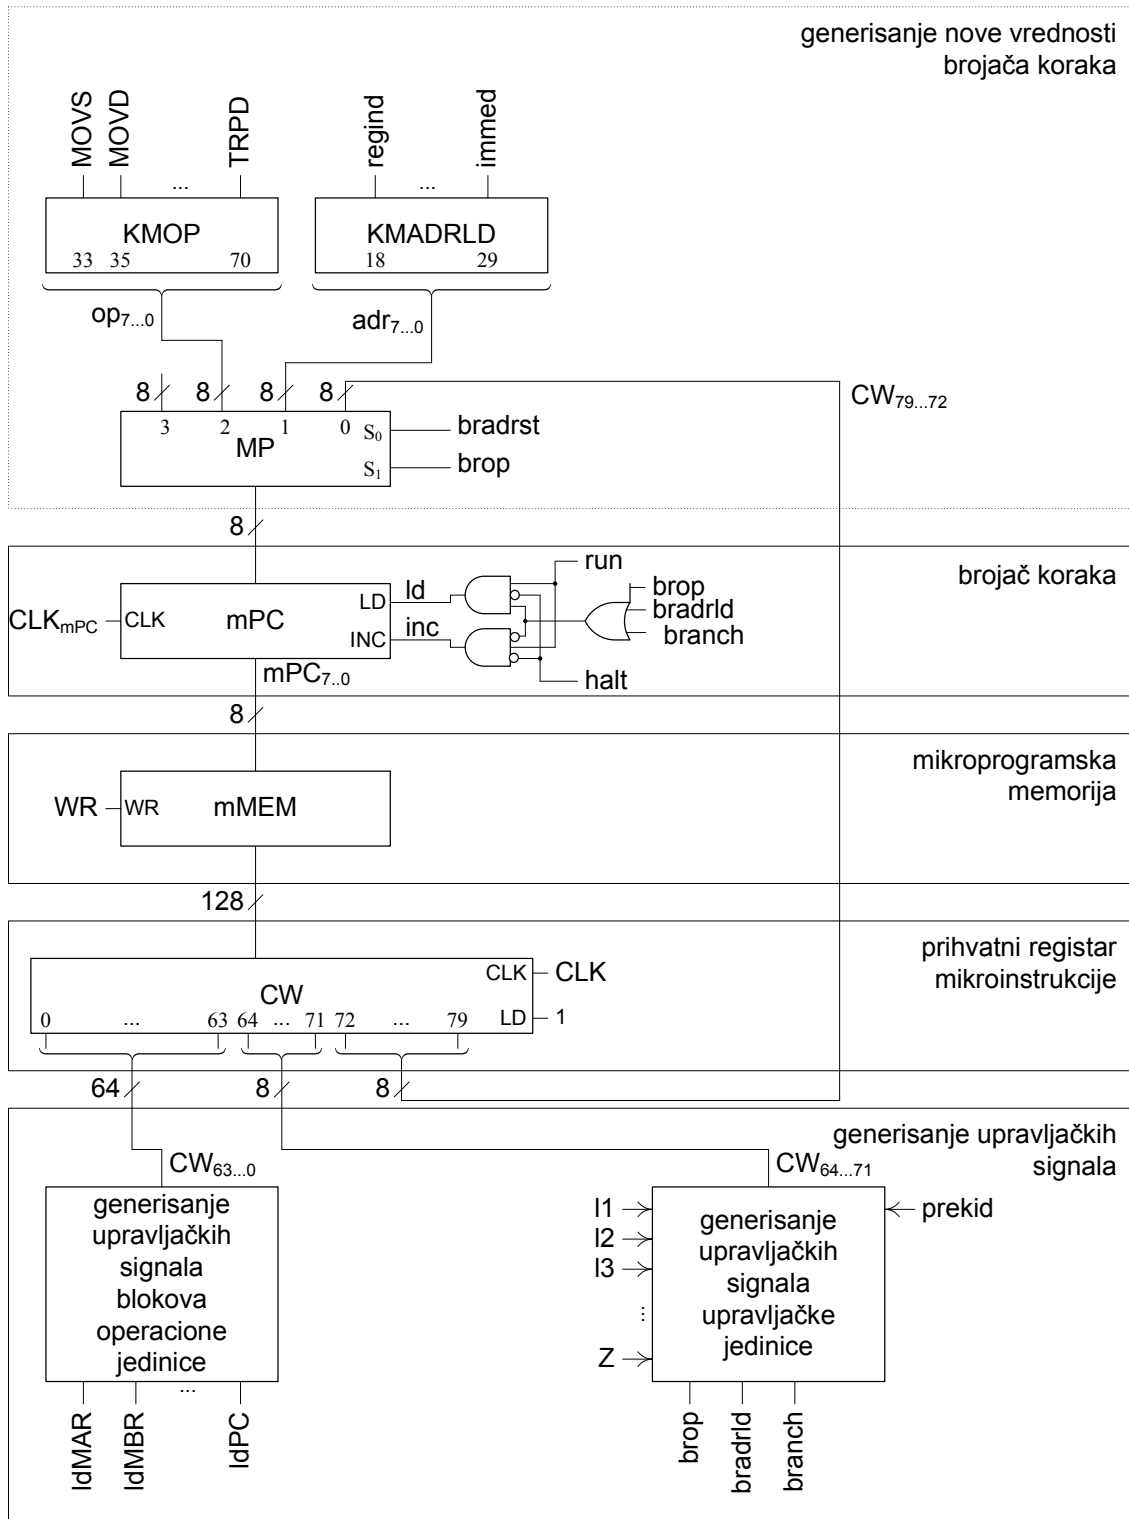 generisanje nove vrednosti
brojača koraka
MOVS
MOVD
...
TRPD
regind
...
immed
KMOP
33 35 70
KMADRLD
18 29
op7...0
adr7...0
8 8 8 8
CW79...72
3 2 1 0
MP
S0
S1
bradrst
brop
8
brojač koraka
CLKmPC
CLK
mPC
LD
INC
ld
inc
run
brop
bradrld
branch
halt
mPC7..0
8
mikroprogramska
memorija
WR
WR
mMEM
128
prihvatni registar
mikroinstrukcije
CW
CLK
CLK
LD
1
0 ... 63 64 ... 71 72 ... 79
64 8 8
generisanje upravljačkih
signala
CW63...0
CW64...71
generisanje
upravljačkih
signala
blokova
operacione
jedinice
ldMAR
ldMBR
...
ldPC
I1
I2
I3
...
Z
generisanje
upravljačkih
signala
upravljačke
jedinice
prekid
brop
bradrld
branch